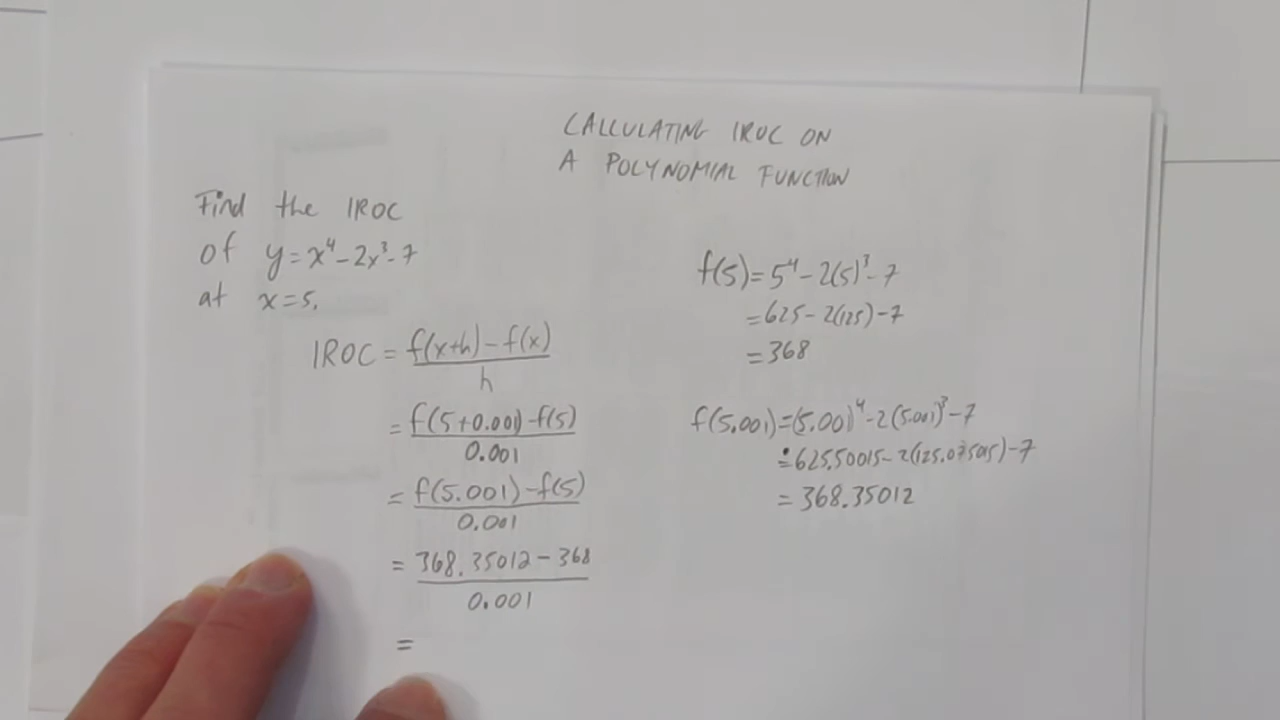 CALCULATING IROC ON
A POLYNOMIAL FUNCTION
Find the IROC
of y = x⁴ - 2x³ - 7
at x = 5.
IROC = f(x+h) - f(x) / h
= f(5+0.001) - f(5) / 0.001
= f(5.001) - f(5) / 0.001
= 368.35012 - 368 / 0.001
=
f(5) = 5⁴ - 2(5)³ - 7
= 625 - 2(125) - 7
= 368
f(5.001) = (5.001)⁴ - 2(5.001)³ - 7
≐ 625.50015 - 2(125.075015) - 7
= 368.35012